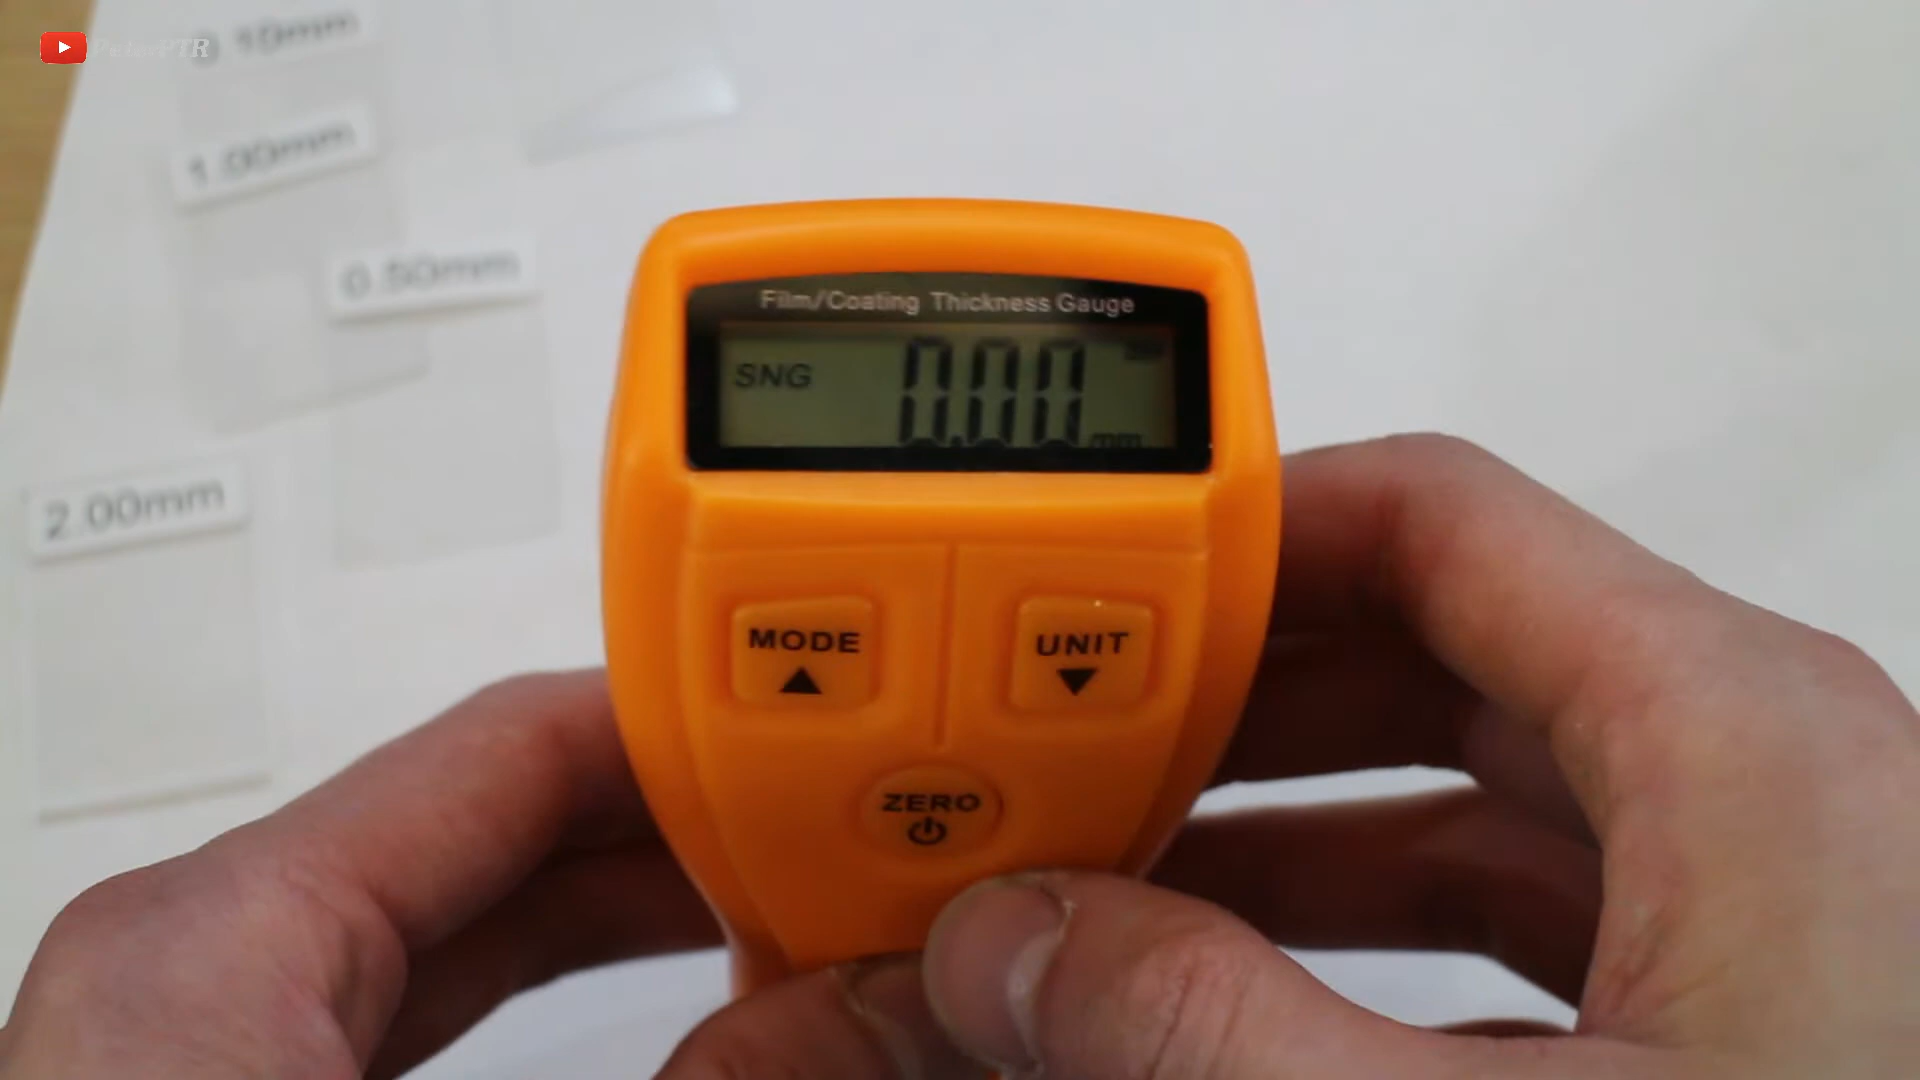 PeterPTR
0.10mm
1.00mm
0.50mm
2.00mm
Film/Coating Thickness Gauge
SNG
0.00
mm
MODE
UNIT
ZERO